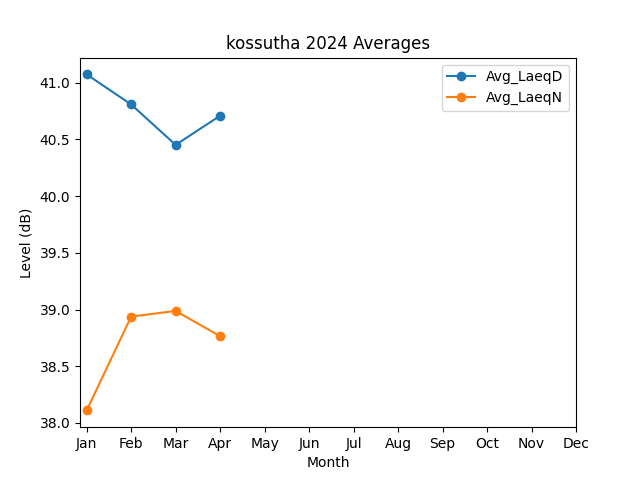 kossutha 2024 Averages
Avg_LaeqD
Avg_LaeqN
Level (dB)
41.0
40.5
40.0
39.5
39.0
38.5
38.0
Jan Feb Mar Apr May Jun Jul Aug Sep Oct Nov Dec
Month